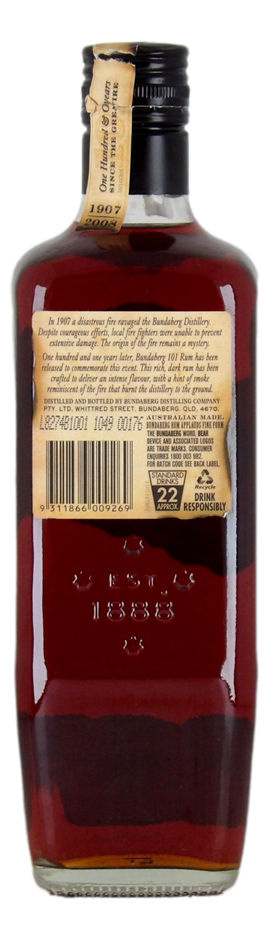 One Hundred & One years
SINCE THE GREAT FIRE
1907
2008
In 1907 a disastrous fire ravaged the Bundaberg Distillery.
Despite courageous efforts, local fire fighters were unable to prevent
extensive damage. The origin of the fire remains a mystery.
One hundred and one years later, Bundaberg 101 Rum has been
released to commemorate this event. This rich, dark rum has been
crafted to deliver an intense flavour, with a hint of smoke
reminiscent of the fire that burnt the distillery to the ground.
DISTILLED AND BOTTLED BY BUNDABERG DISTILLING COMPANY
PTY. LTD, WHITTRED STREET, BUNDABERG. QLD, 4670.
AUSTRALIAN MADE.
L8274B1001 1049 00176
BUNDABERG RUM APPLAUDS FINE FORM
THE BUNDABERG WORD, BEAR
DEVICE AND ASSOCIATED LOGOS
ARE TRADE MARKS. CONSUMER
ENQUIRIES 1800 003 982.
FOR BATCH CODE SEE BACK LABEL.
STANDARD
DRINKS
22
APPROX.
Recycle
DRINK
RESPONSIBLY.
9 311866 009269
EST.
1888